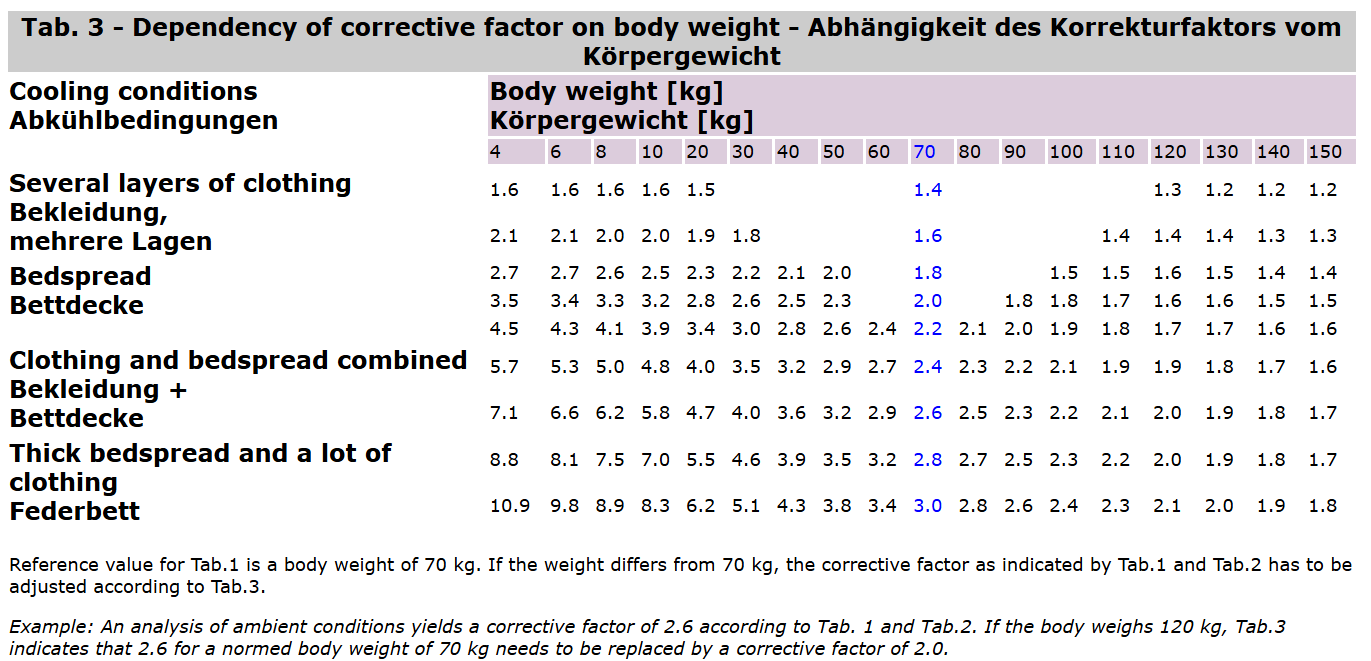 Tab. 3 - Dependency of corrective factor on body weight - Abhängigkeit des Korrekturfaktors vom
Körpergewicht
Cooling conditions
Abkühlbedingungen
Body weight [kg]
Körpergewicht [kg]
4 6 8 10 20 30 40 50 60 70 80 90 100 110 120 130 140 150
Several layers of clothing
Bekleidung,
mehrere Lagen
1.6 1.6 1.6 1.6 1.5 1.4 1.3 1.2 1.2 1.2
2.1 2.1 2.0 2.0 1.9 1.8 1.6 1.4 1.4 1.4 1.3 1.3
Bedspread
Bettdecke
2.7 2.7 2.6 2.5 2.3 2.2 2.1 2.0 1.8 1.5 1.5 1.6 1.5 1.4 1.4
3.5 3.4 3.3 3.2 2.8 2.6 2.5 2.3 2.0 1.8 1.8 1.7 1.6 1.6 1.5 1.5
4.5 4.3 4.1 3.9 3.4 3.0 2.8 2.6 2.4 2.2 2.1 2.0 1.9 1.8 1.7 1.7 1.6 1.6
Clothing and bedspread combined
Bekleidung +
Bettdecke
5.7 5.3 5.0 4.8 4.0 3.5 3.2 2.9 2.7 2.4 2.3 2.2 2.1 1.9 1.9 1.8 1.7 1.6
7.1 6.6 6.2 5.8 4.7 4.0 3.6 3.2 2.9 2.6 2.5 2.3 2.2 2.1 2.0 1.9 1.8 1.7
Thick bedspread and a lot of
clothing
Federbett
8.8 8.1 7.5 7.0 5.5 4.6 3.9 3.5 3.2 2.8 2.7 2.5 2.3 2.2 2.0 1.9 1.8 1.7
10.9 9.8 8.9 8.3 6.2 5.1 4.3 3.8 3.4 3.0 2.8 2.6 2.4 2.3 2.1 2.0 1.9 1.8
Reference value for Tab.1 is a body weight of 70 kg. If the weight differs from 70 kg, the corrective factor as indicated by Tab.1 and Tab.2 has to be
adjusted according to Tab.3.
Example: An analysis of ambient conditions yields a corrective factor of 2.6 according to Tab. 1 and Tab.2. If the body weighs 120 kg, Tab.3
indicates that 2.6 for a normed body weight of 70 kg needs to be replaced by a corrective factor of 2.0.